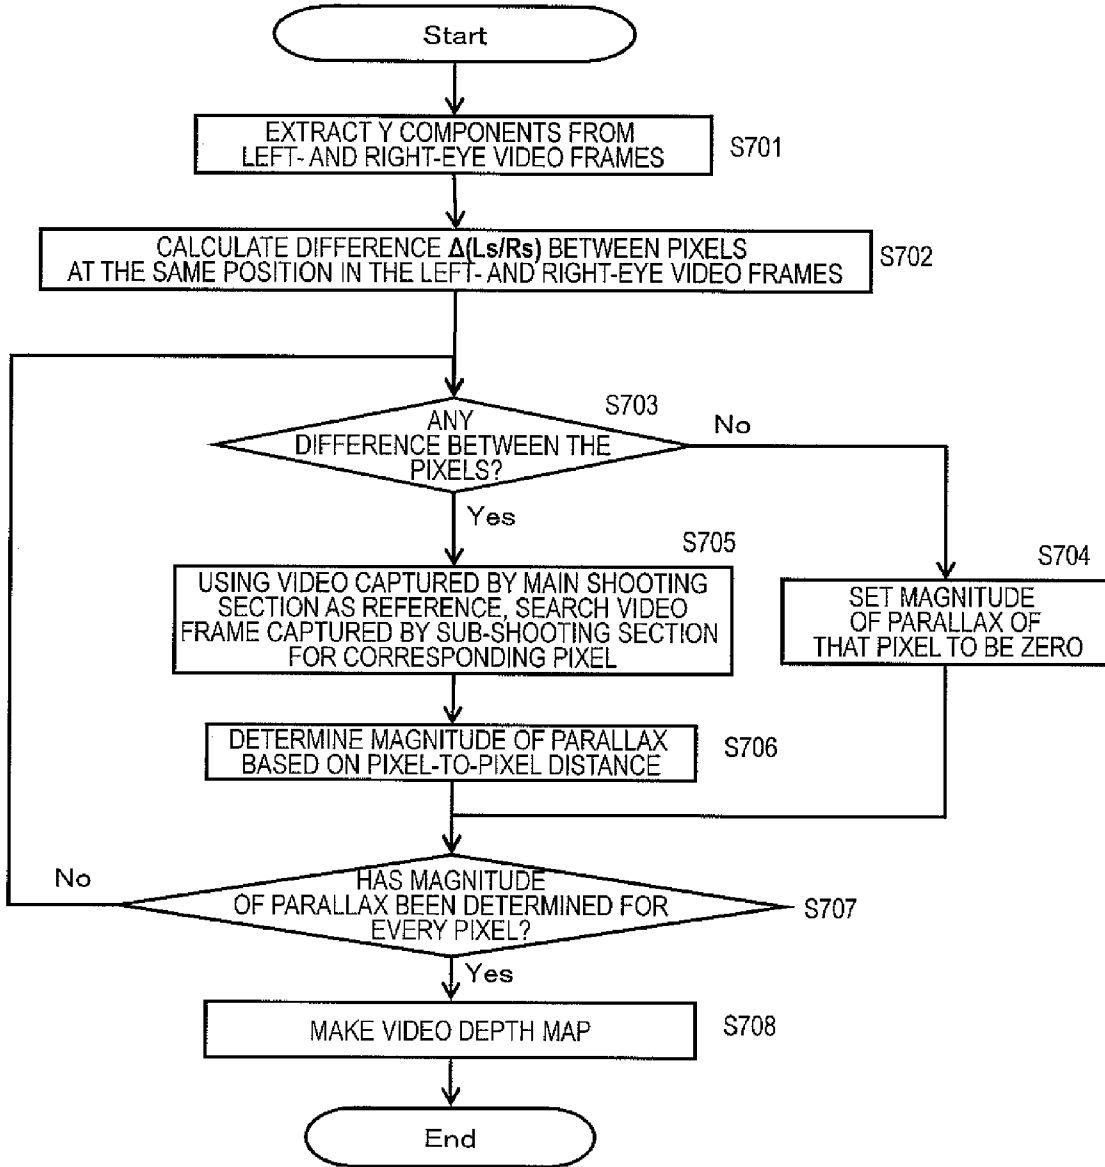 Start
EXTRACT Y COMPONENTS FROM
LEFT- AND RIGHT-EYE VIDEO FRAMES
S701
CALCULATE DIFFERENCE Δ(Ls/Rs) BETWEEN PIXELS
AT THE SAME POSITION IN THE LEFT- AND RIGHT-EYE VIDEO FRAMES
S702
S703
ANY
DIFFERENCE BETWEEN THE
PIXELS?
No
Yes
S705
USING VIDEO CAPTURED BY MAIN SHOOTING
SECTION AS REFERENCE, SEARCH VIDEO
FRAME CAPTURED BY SUB-SHOOTING SECTION
FOR CORRESPONDING PIXEL
S704
SET MAGNITUDE
OF PARALLAX OF
THAT PIXEL TO BE ZERO
DETERMINE MAGNITUDE OF PARALLAX
BASED ON PIXEL-TO-PIXEL DISTANCE
S706
No
HAS MAGNITUDE
OF PARALLAX BEEN DETERMINED FOR
EVERY PIXEL?
S707
Yes
MAKE VIDEO DEPTH MAP
S708
End